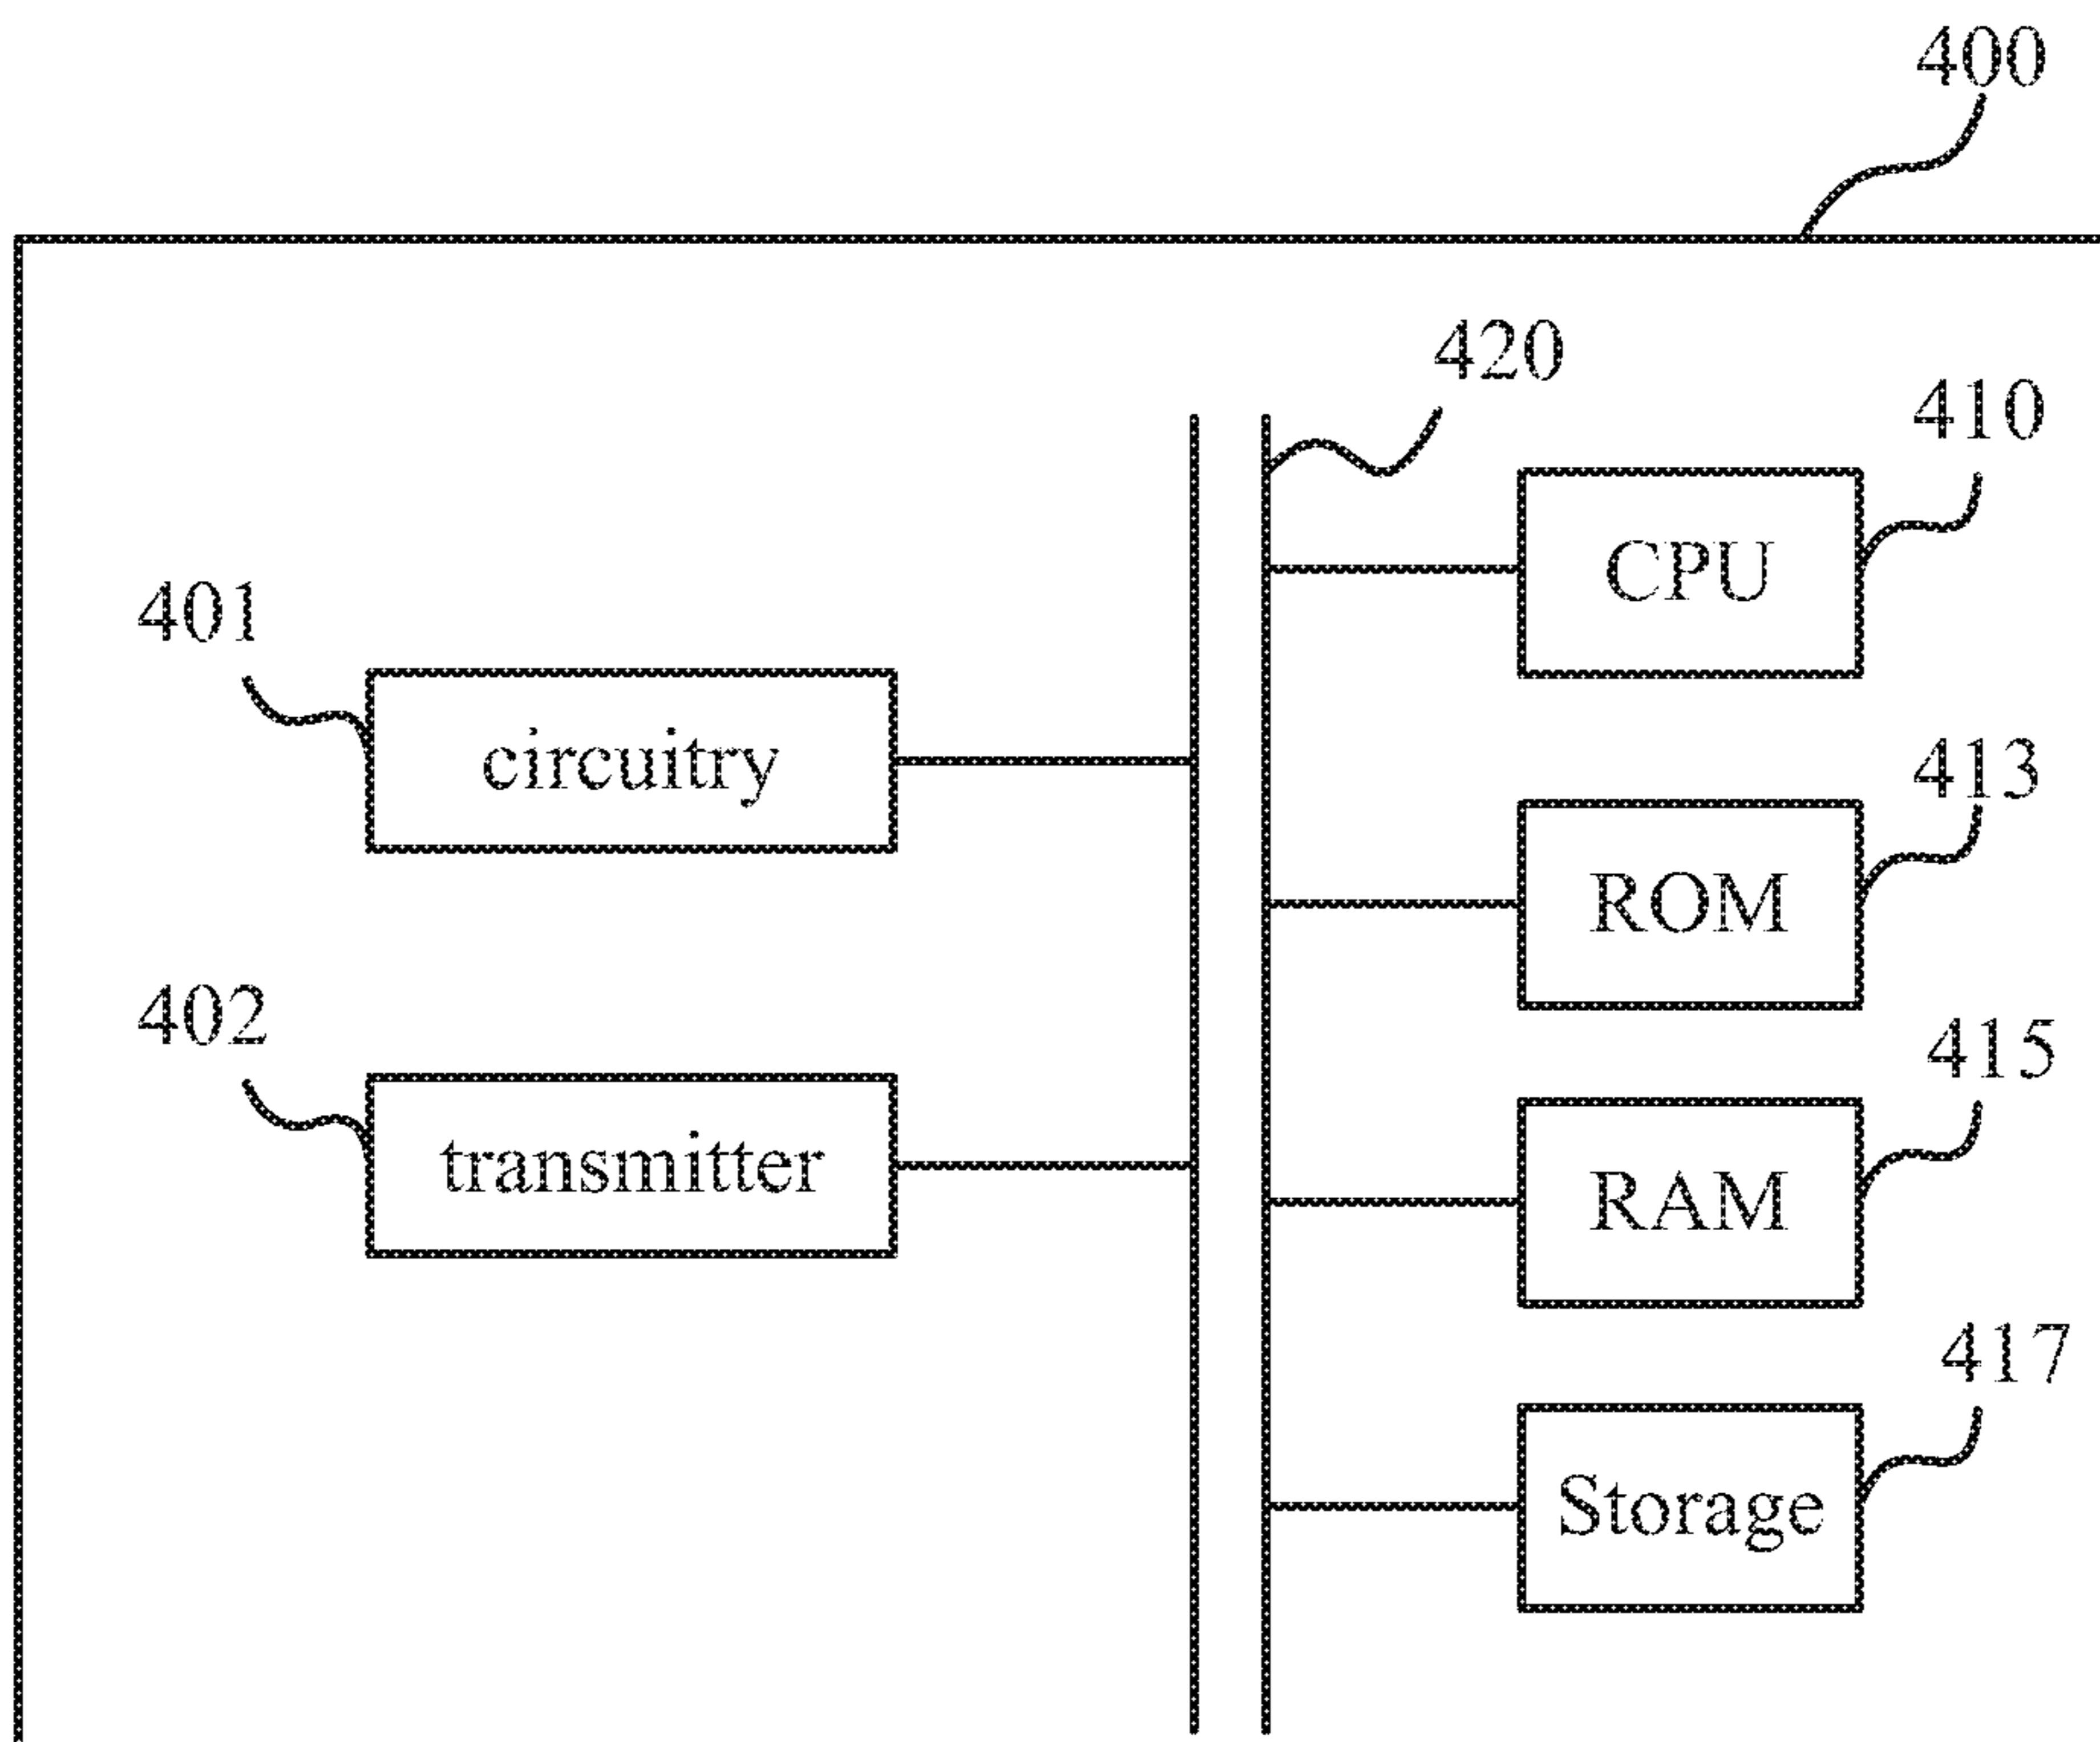 400
420
410
CPU
401
circuitry
413
ROM
402
transmitter
415
RAM
417
Storage